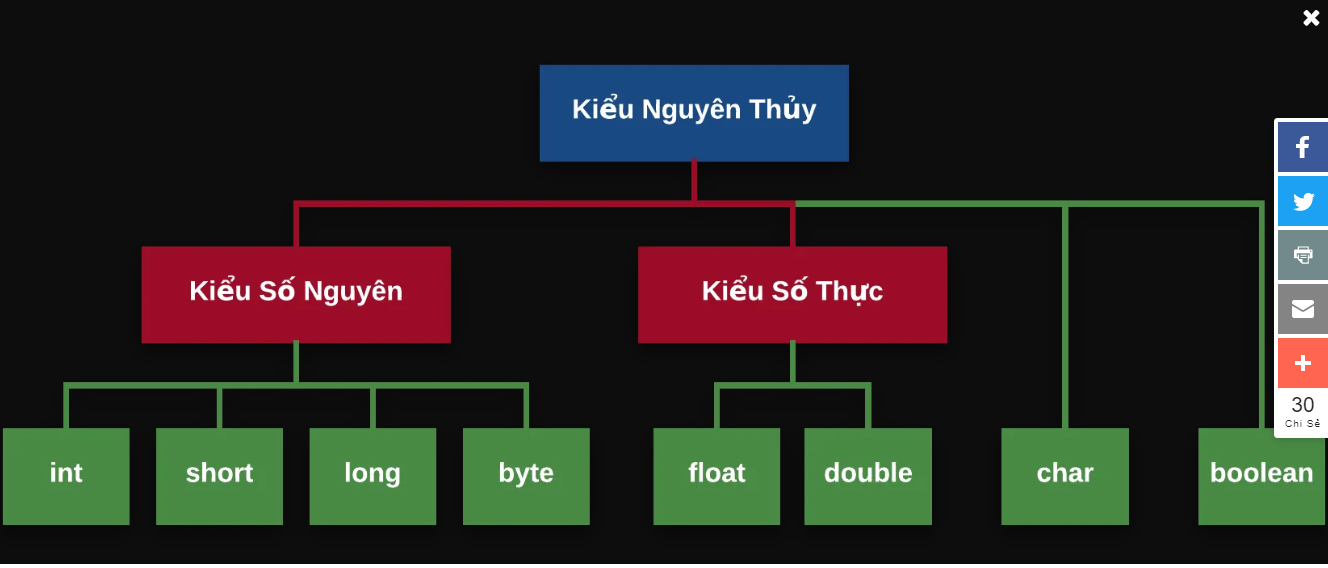 Kiểu Nguyên Thủy
Kiểu Số Nguyên
Kiểu Số Thực
int
short
long
byte
float
double
char
boolean
30
Chi Sẻ